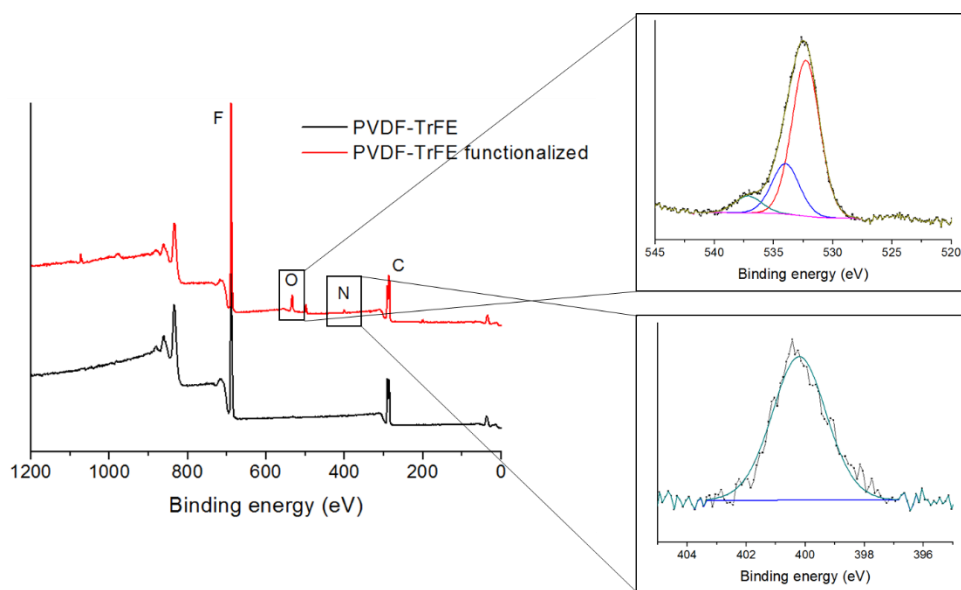 F
PVDF-TrFE
PVDF-TrFE functionalized
O
N
C
1200 1000 800 600 400 200 0
Binding energy (eV)
545 540 535 530 525 520
Binding energy (eV)
404 402 400 398 396
Binding energy (eV)